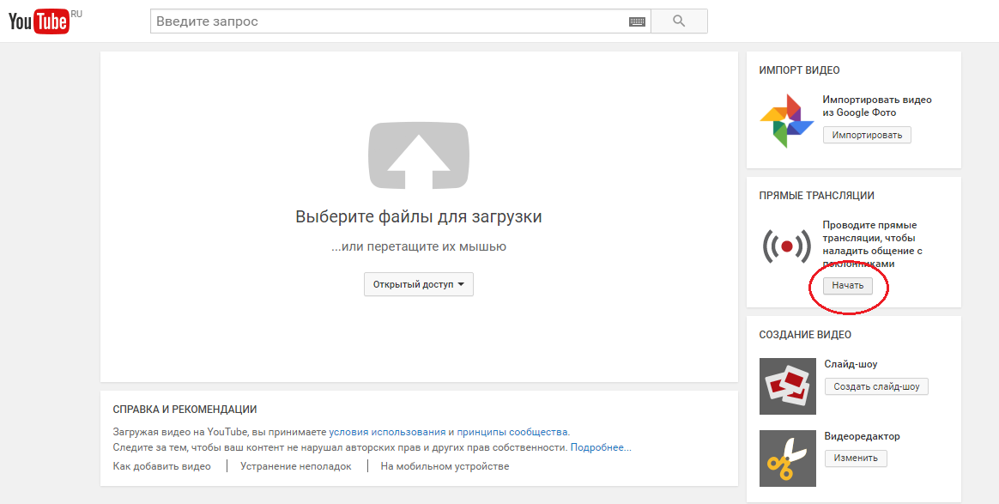 YouTube RU
Введите запрос
Выберите файлы для загрузки
...или перетащите их мышью
Открытый доступ
СПРАВКА И РЕКОМЕНДАЦИИ
Загружая видео на YouTube, вы принимаете условия использования и принципы сообщества.
Следите за тем, чтобы ваш контент не нарушал авторских прав и других прав собственности. Подробнее...
Как добавить видео
Устранение неполадок
На мобильном устройстве
ИМПОРТ ВИДЕО
Импортировать видео
из Google Фото
Импортировать
ПРЯМЫЕ ТРАНСЛЯЦИИ
Проводите прямые
трансляции, чтобы
наладить общение с
поклонниками
Начать
СОЗДАНИЕ ВИДЕО
Слайд-шоу
Создать слайд-шоу
Видеоредактор
Изменить